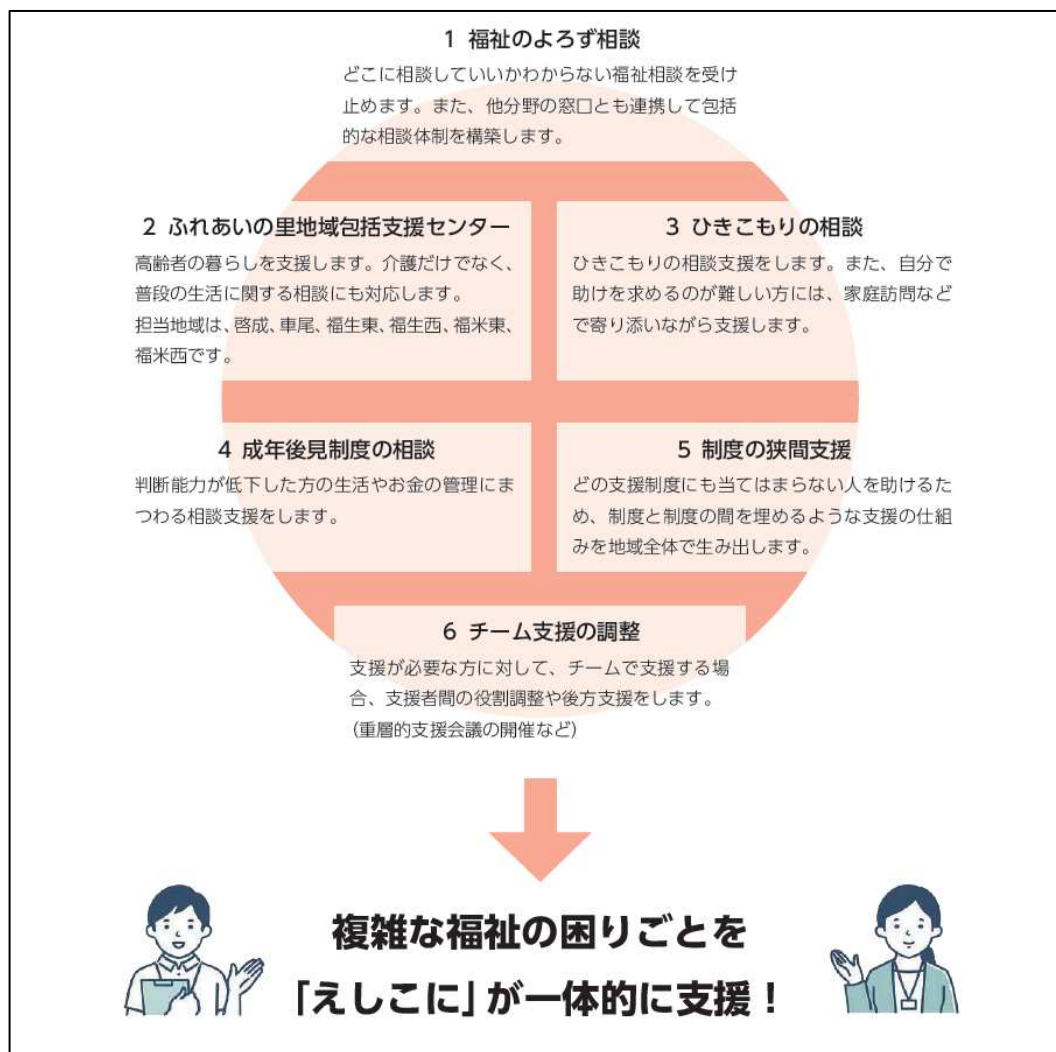 1 福祉のよろず相談
どこに相談していいかわからない福祉相談を受け
止めます。また、他分野の窓口とも連携して包括
的な相談体制を構築します。
2 ふれあいの里地域包括支援センター
高齢者の暮らしを支援します。介護だけでなく、
普段の生活に関する相談にも対応します。
担当地域は、啓成、車尾、福生東、福生西、福米東、
福米西です。
3 ひきこもりの相談
ひきこもりの相談支援をします。また、自分で
助けを求めるのが難しい方には、家庭訪問など
で寄り添いながら支援します。
4 成年後見制度の相談
判断能力が低下した方の生活やお金の管理にま
つわる相談支援をします。
5 制度の狭間支援
どの支援制度にも当てはまらない人を助けるた
め、制度と制度の間を埋めるような支援の仕組
みを地域全体で生み出します。
6 チーム支援の調整
支援が必要な方に対して、チームで支援する場
合、支援者間の役割調整や後方支援をします。
（重層的支援会議の開催など）
複雑な福祉の困りごとを
「えしこに」が一体的に支援！